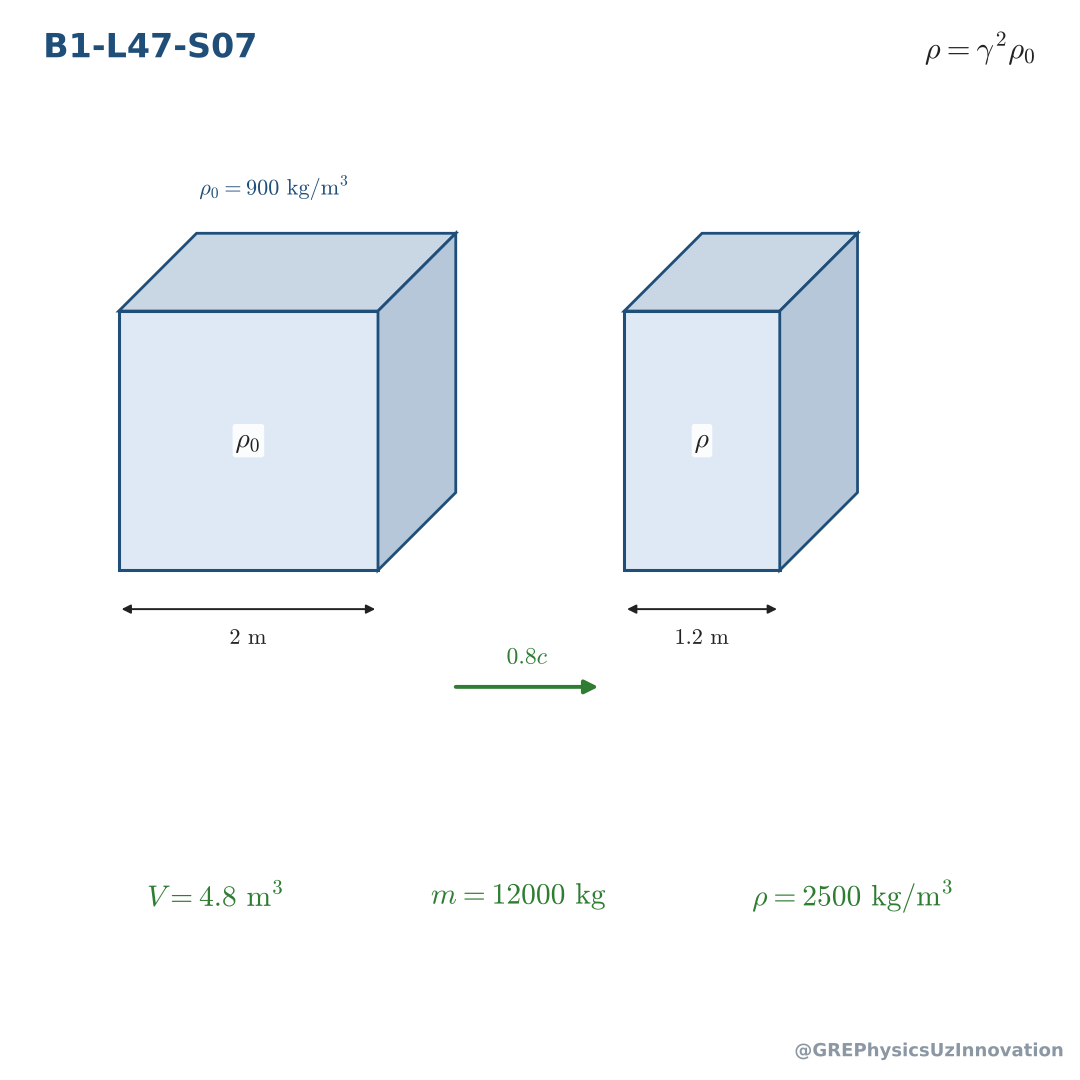 B1-L47-S07
ρ = γ²ρ₀
ρ₀ = 900 kg/m³
ρ₀
ρ
2 m
1.2 m
0.8c
V = 4.8 m³
m = 12000 kg
ρ = 2500 kg/m³
@GREPhysicsUzInnovation